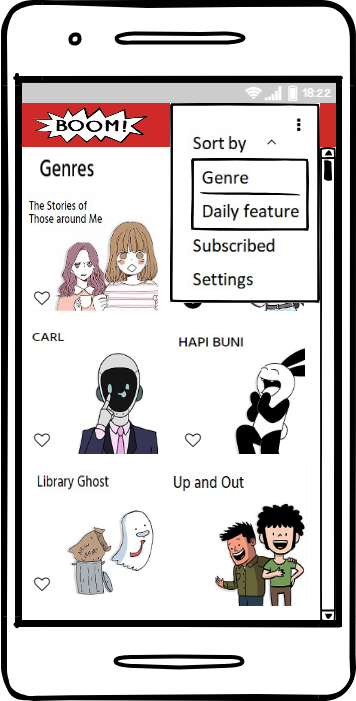 18:22
BOOM!
Sort by
Genre
Daily feature
Subscribed
Settings
Genres
The Stories of
Those around Me
CARL
HAPI BUNI
Library Ghost
Up and Out